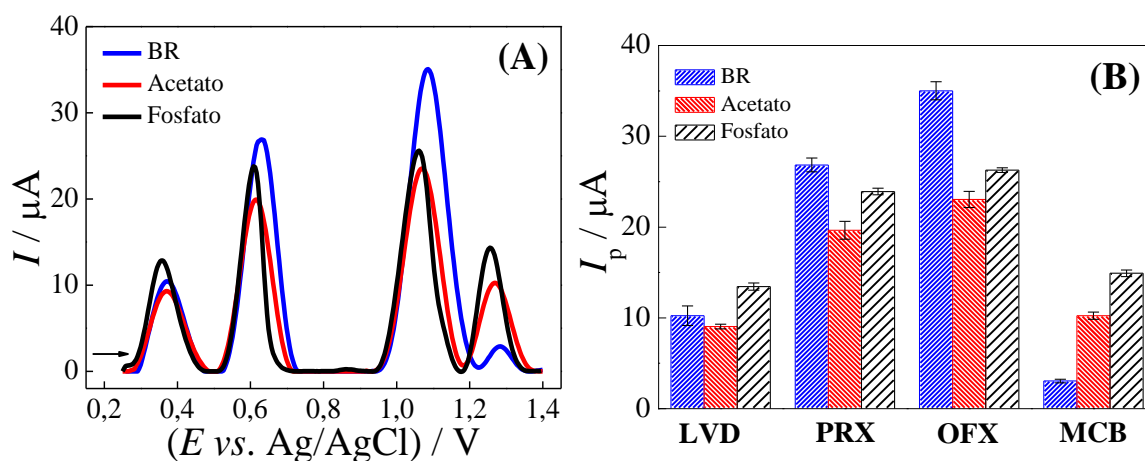 (A)
BR
Acetato
Fosfato
40
30
20
10
0
I / μA
0,2 0,4 0,6 0,8 1,0 1,2 1,4
(E vs. Ag/AgCl) / V
(B)
BR
Acetato
Fosfato
40
30
20
10
0
Ip / μA
LVD PRX OFX MCB